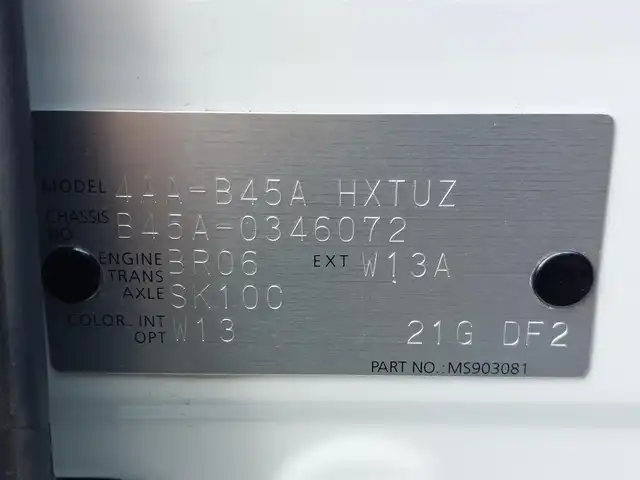 MODEL 4AA-B45A HXTUZ
CHASSIS NO. B45A-0346072
ENGINE BR06 EXT W13A
TRANS AXLE SK10C
COLOR. INT W13
OPT 21G DF2
PART NO.:MS903081